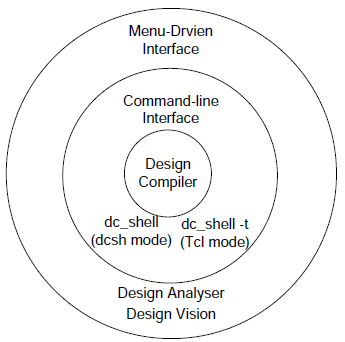 Menu-Drvien
Interface
Command-line
Interface
Design
Compiler
dc_shell
(dcsh mode)
dc_shell -t
(Tcl mode)
Design Analyser
Design Vision